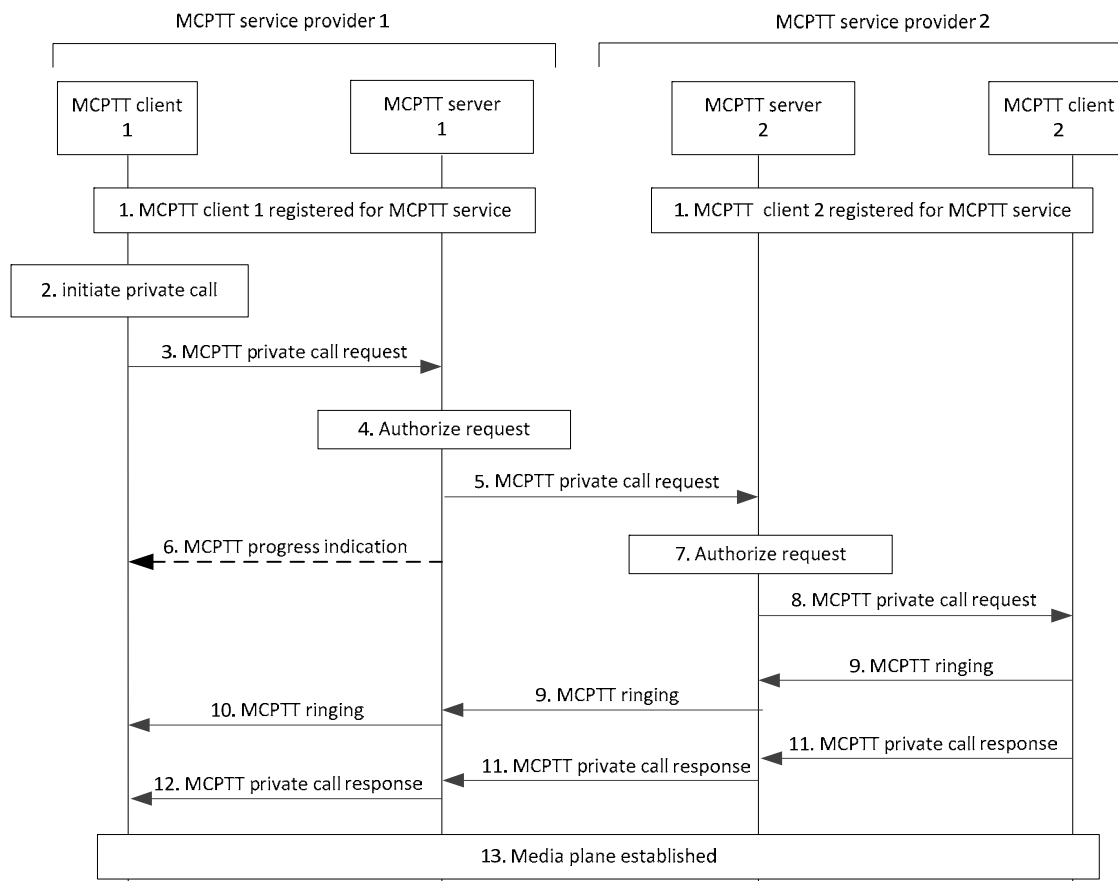 MCPTT service provider 1
MCPTT service provider 2
MCPTT client
1
MCPTT server
1
MCPTT server
2
MCPTT client
2
1. MCPTT client 1 registered for MCPTT service
1. MCPTT client 2 registered for MCPTT service
2. initiate private call
3. MCPTT private call request
4. Authorize request
5. MCPTT private call request
6. MCPTT progress indication
7. Authorize request
8. MCPTT private call request
9. MCPTT ringing
9. MCPTT ringing
10. MCPTT ringing
11. MCPTT private call response
11. MCPTT private call response
12. MCPTT private call response
13. Media plane established